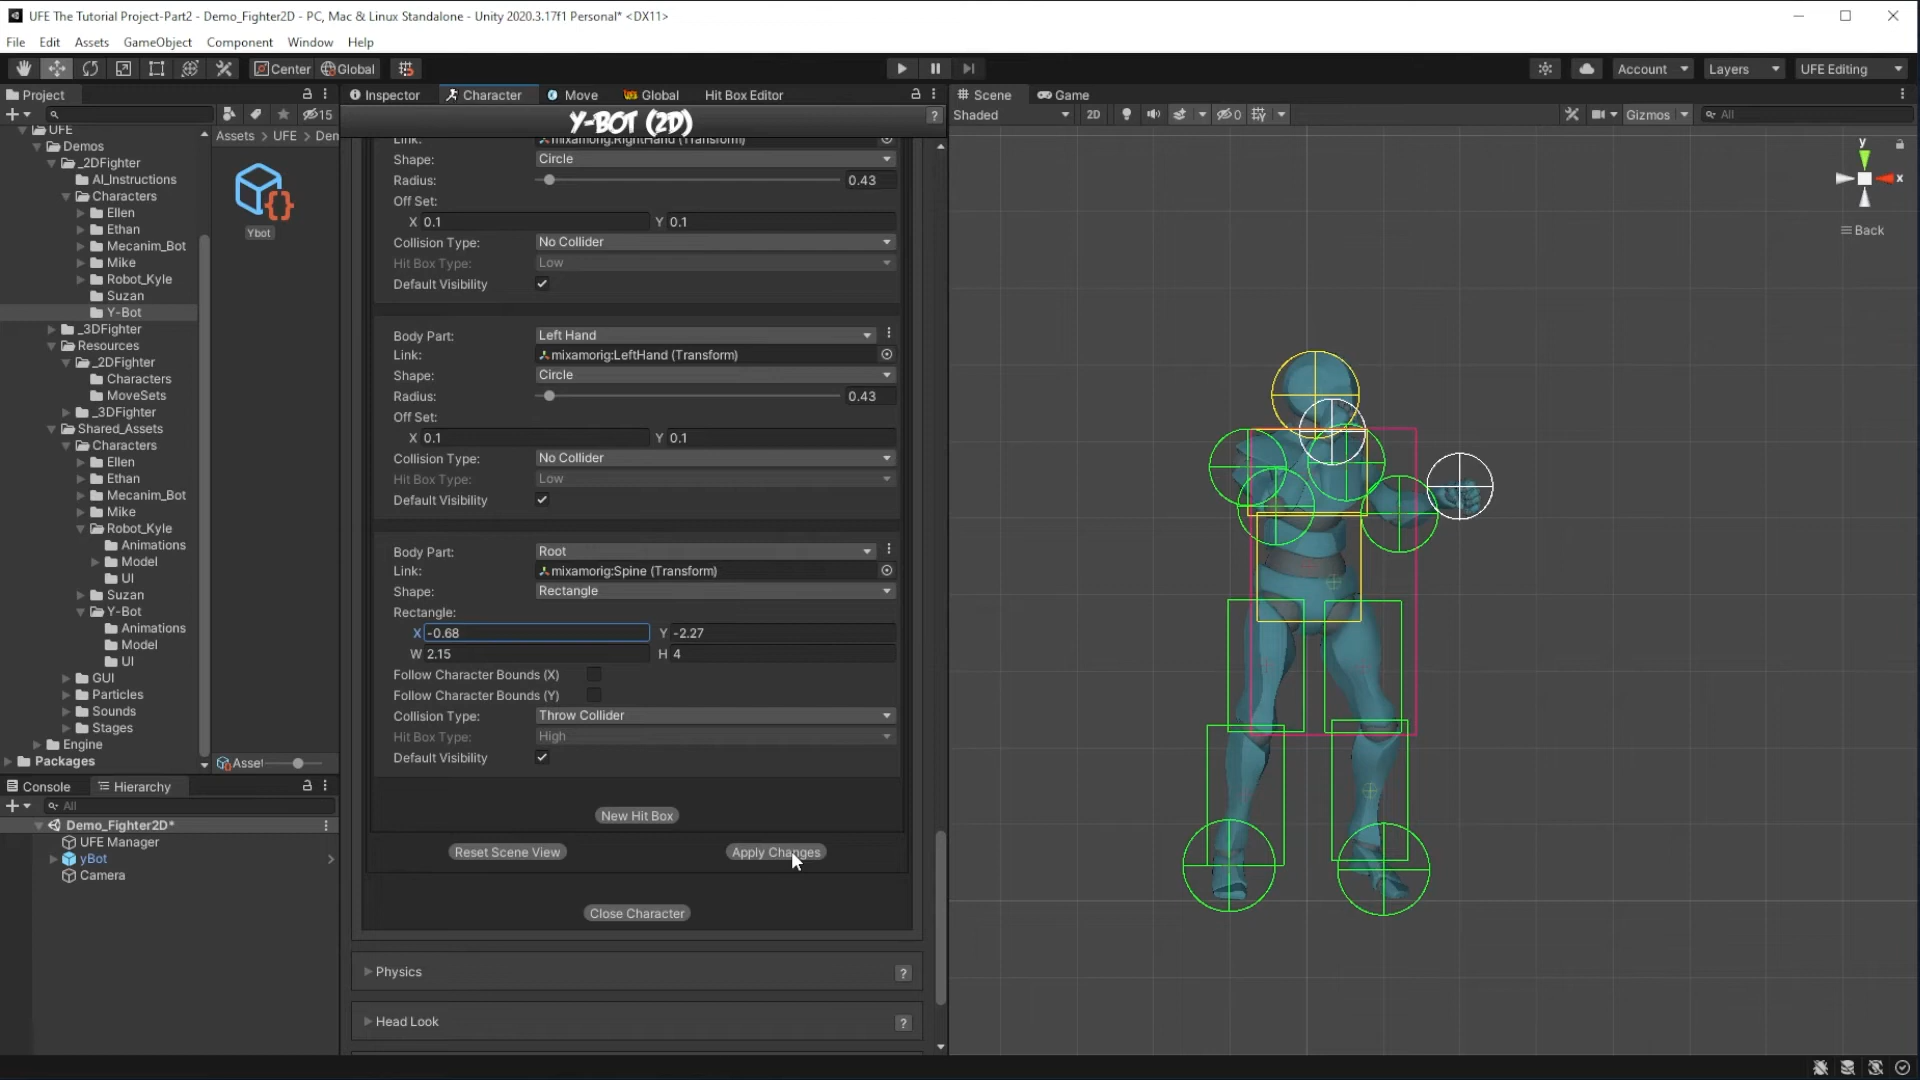 UFE The Tutorial Project-Part2 - Demo_Fighter2D - PC, Mac & Linux Standalone - Unity 2020.3.17f1 Personal* <DX11>
File Edit Assets GameObject Component Window Help
Center Global Account Layers UFE Editing
Project
15
Inspector Character Move Global Hit Box Editor
Scene Game
Y-BOT (2D)
Shaded 2D 0 Gizmos All
Assets > UFE > Den
UFE
Demos
_2DFighter
AI_Instructions
Characters
Ellen
Ethan
Mecanim_Bot
Mike
Robot_Kyle
Suzan
Y-Bot
_3DFighter
Resources
_2DFighter
Characters
MoveSets
_3DFighter
Shared_Assets
Characters
Ellen
Ethan
Mecanim_Bot
Mike
Robot_Kyle
Animations
Model
UI
Suzan
Y-Bot
Animations
Model
UI
GUI
Particles
Sounds
Stages
Engine
Packages
Ybot
Asset
Console Hierarchy
All
Demo_Fighter2D*
UFE Manager
yBot
Camera
Link: mixamorig:RightHand (Transform)
Shape: Circle
Radius: 0.43
Off Set:
X 0.1 Y 0.1
Collision Type: No Collider
Hit Box Type: Low
Default Visibility
Body Part: Left Hand
Link: mixamorig:LeftHand (Transform)
Shape: Circle
Radius: 0.43
Off Set:
X 0.1 Y 0.1
Collision Type: No Collider
Hit Box Type: Low
Default Visibility
Body Part: Root
Link: mixamorig:Spine (Transform)
Shape: Rectangle
Rectangle:
X -0.68 Y -2.27
W 2.15 H 4
Follow Character Bounds (X)
Follow Character Bounds (Y)
Collision Type: Throw Collider
Hit Box Type: High
Default Visibility
New Hit Box
Reset Scene View Apply Changes
Close Character
Physics ?
Head Look ?
y
x
Back